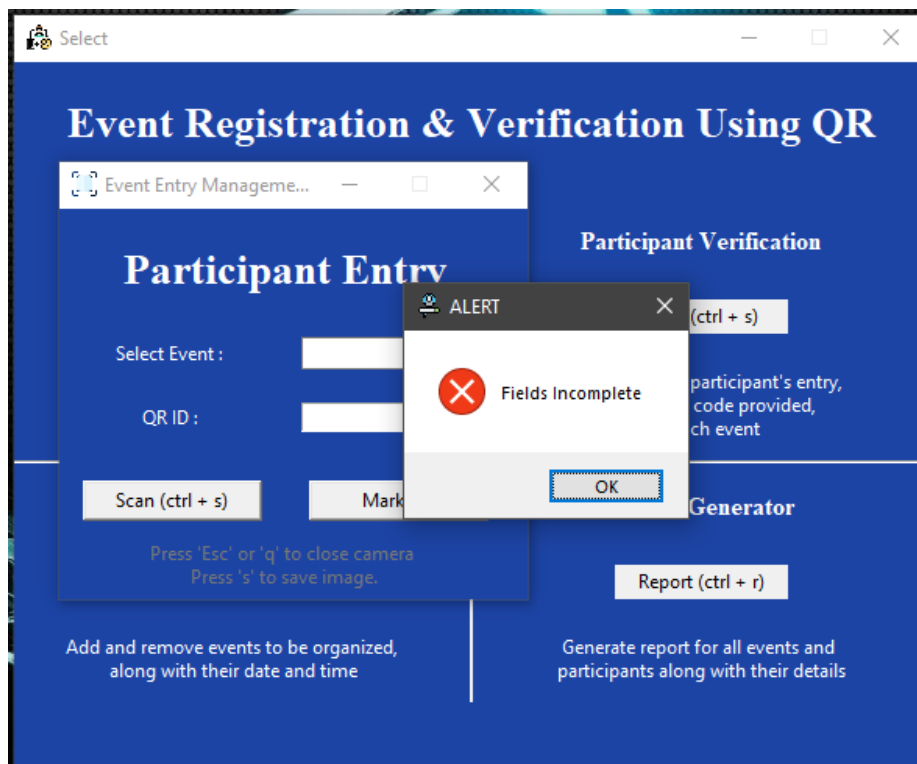 Select
Event Registration & Verification Using QR
Event Entry Manageme...
Participant Verification
Participant Entry
ALERT
(ctrl + s)
Select Event :
Fields Incomplete
participant's entry,
QR ID :
code provided,
ch event
OK
Scan (ctrl + s)
Mark
Generator
Press 'Esc' or 'q' to close camera
Press 's' to save image.
Report (ctrl + r)
Add and remove events to be organized,
along with their date and time
Generate report for all events and
participants along with their details